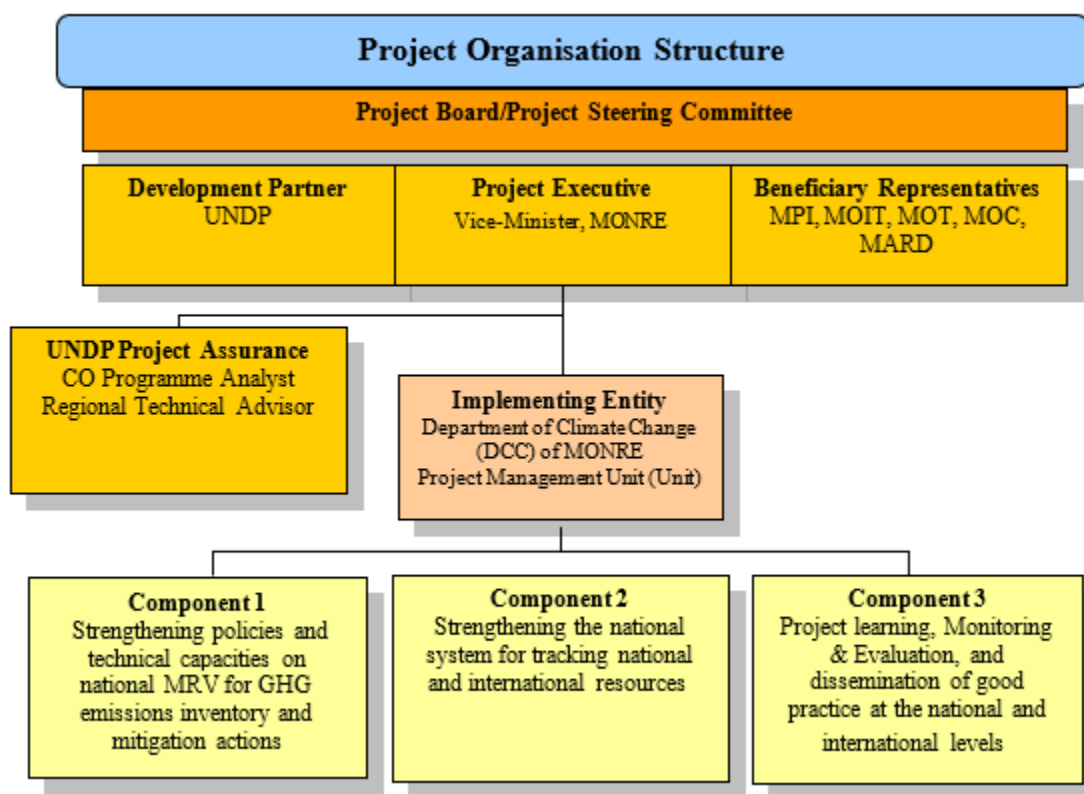 Project Organisation Structure
Project Board/Project Steering Committee
Development Partner
UNDP
Project Executive
Vice-Minister, MONRE
Beneficiary Representatives
MPI, MOIT, MOT, MOC,
MARD
UNDP Project Assurance
CO Programme Analyst
Regional Technical Advisor
Implementing Entity
Department of Climate Change
(DCC) of MONRE
Project Management Unit (Unit)
Component 1
Strengthening policies and
technical capacities on
national MRV for GHG
emissions inventory and
mitigation actions
Component 2
Strengthening the national
system for tracking national
and international resources
Component 3
Project learning, Monitoring
& Evaluation, and
dissemination of good
practice at the national and
international levels